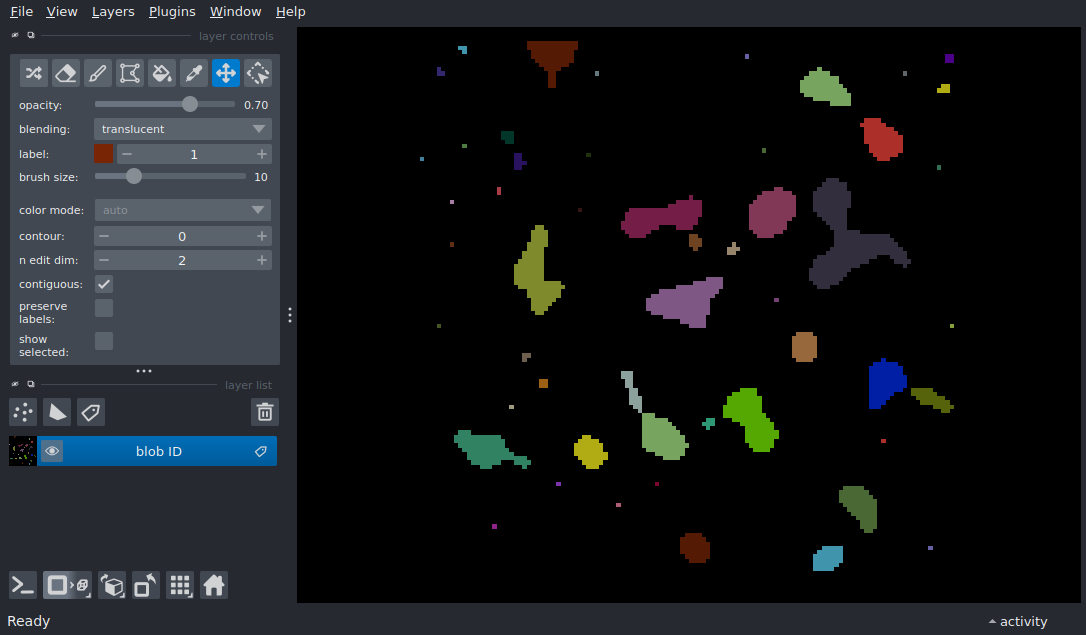 File View Layers Plugins Window Help
layer controls
opacity: 0.70
blending: translucent
label: 1
brush size: 10
color mode: auto
contour: 0
n edit dim: 2
contiguous:
preserve
labels:
show
selected:
layer list
blob ID
Ready
activity